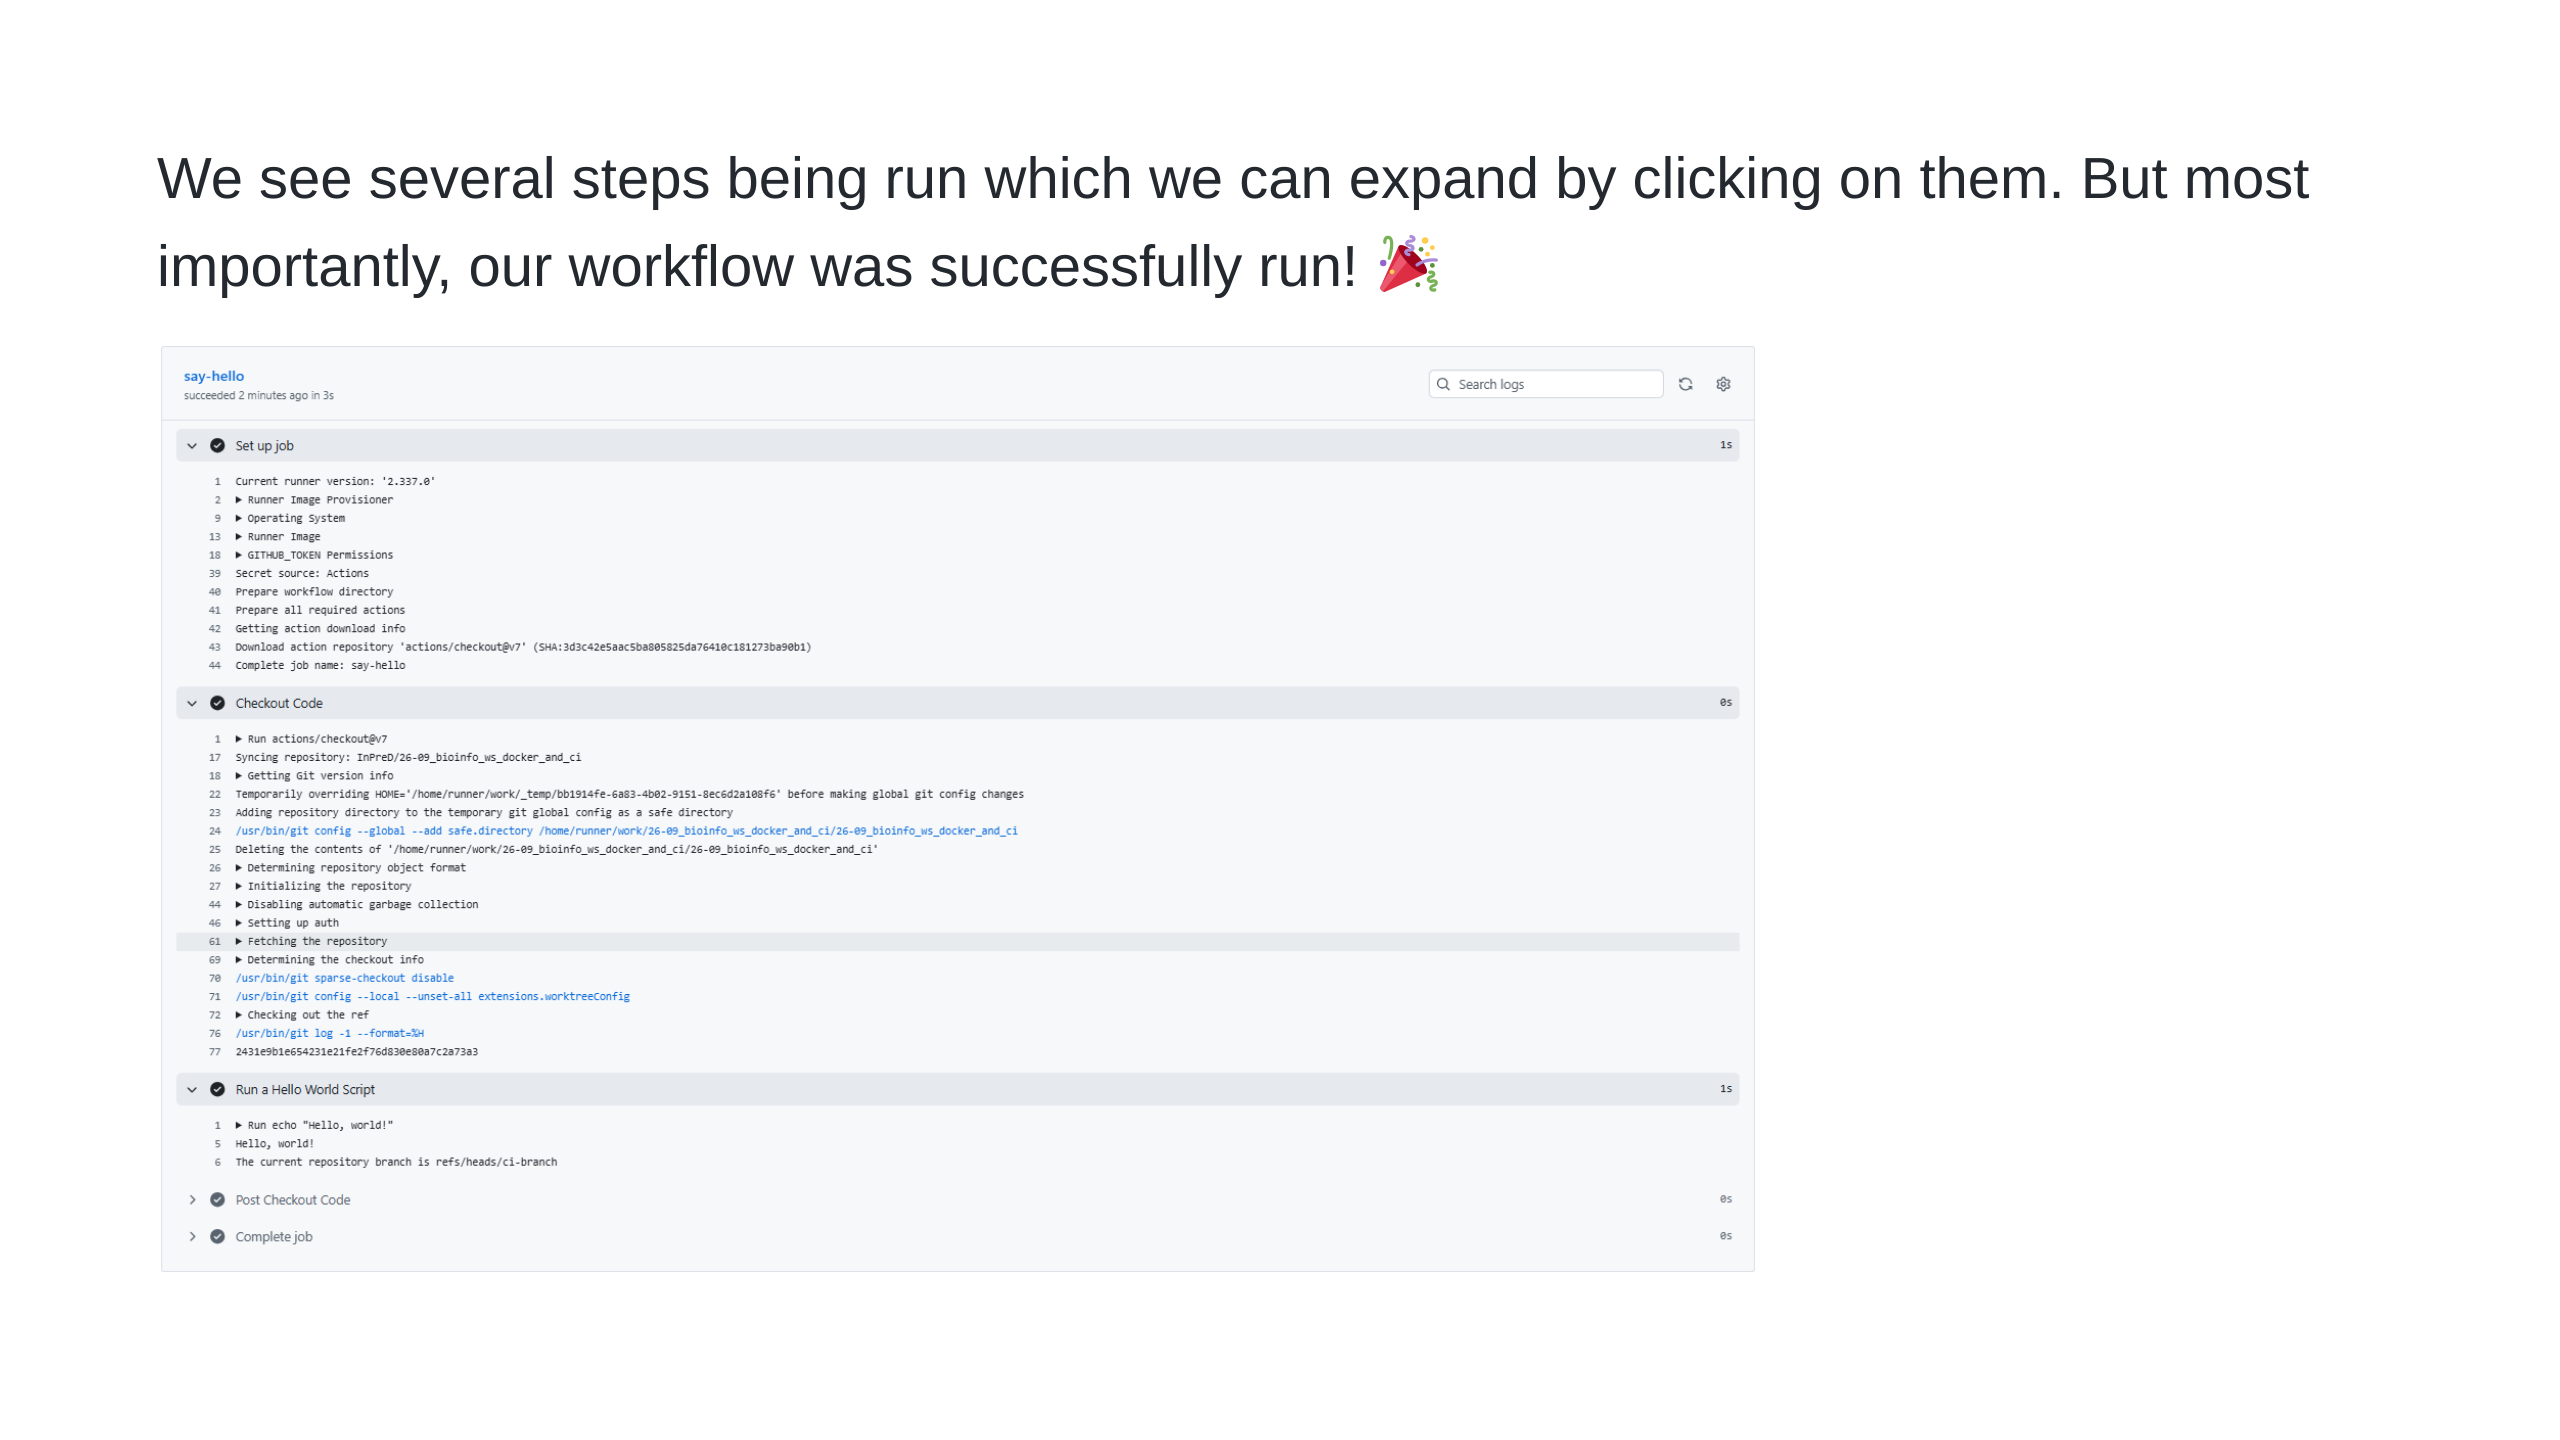 We see several steps being run which we can expand by clicking on them. But most
importantly, our workflow was successfully run! 🎉
say-hello
succeeded 2 minutes ago in 3s
Search logs
Set up job 1s
1 Current runner version: '2.337.0'
2 ▶ Runner Image Provisioner
9 ▶ Operating System
13 ▶ Runner Image
18 ▶ GITHUB_TOKEN Permissions
39 Secret source: Actions
40 Prepare workflow directory
41 Prepare all required actions
42 Getting action download info
43 Download action repository 'actions/checkout@v7' (SHA:3d3c42e5aac5ba805825da76410c181273ba90b1)
44 Complete job name: say-hello
Checkout Code 0s
1 ▶ Run actions/checkout@v7
17 Syncing repository: InPreD/26-09_bioinfo_ws_docker_and_ci
18 ▶ Getting Git version info
22 Temporarily overriding HOME='/home/runner/work/_temp/bb1914fe-6a83-4b02-9151-8ec6d2a108f6' before making global git config changes
23 Adding repository directory to the temporary git global config as a safe directory
24 /usr/bin/git config --global --add safe.directory /home/runner/work/26-09_bioinfo_ws_docker_and_ci/26-09_bioinfo_ws_docker_and_ci
25 Deleting the contents of '/home/runner/work/26-09_bioinfo_ws_docker_and_ci/26-09_bioinfo_ws_docker_and_ci'
26 ▶ Determining repository object format
27 ▶ Initializing the repository
44 ▶ Disabling automatic garbage collection
46 ▶ Setting up auth
61 ▶ Fetching the repository
69 ▶ Determining the checkout info
70 /usr/bin/git sparse-checkout disable
71 /usr/bin/git config --local --unset-all extensions.worktreeConfig
72 ▶ Checking out the ref
76 /usr/bin/git log -1 --format=%H
77 2431e9b1e654231e21fe2f76d830e80a7c2a73a3
Run a Hello World Script 1s
1 ▶ Run echo "Hello, world!"
5 Hello, world!
6 The current repository branch is refs/heads/ci-branch
Post Checkout Code 0s
Complete job 0s